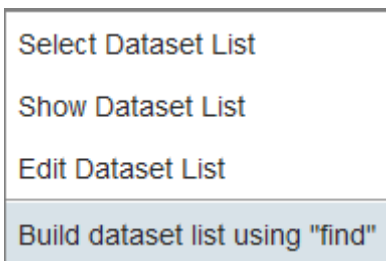 Select Dataset List
Show Dataset List
Edit Dataset List
Build dataset list using "find"